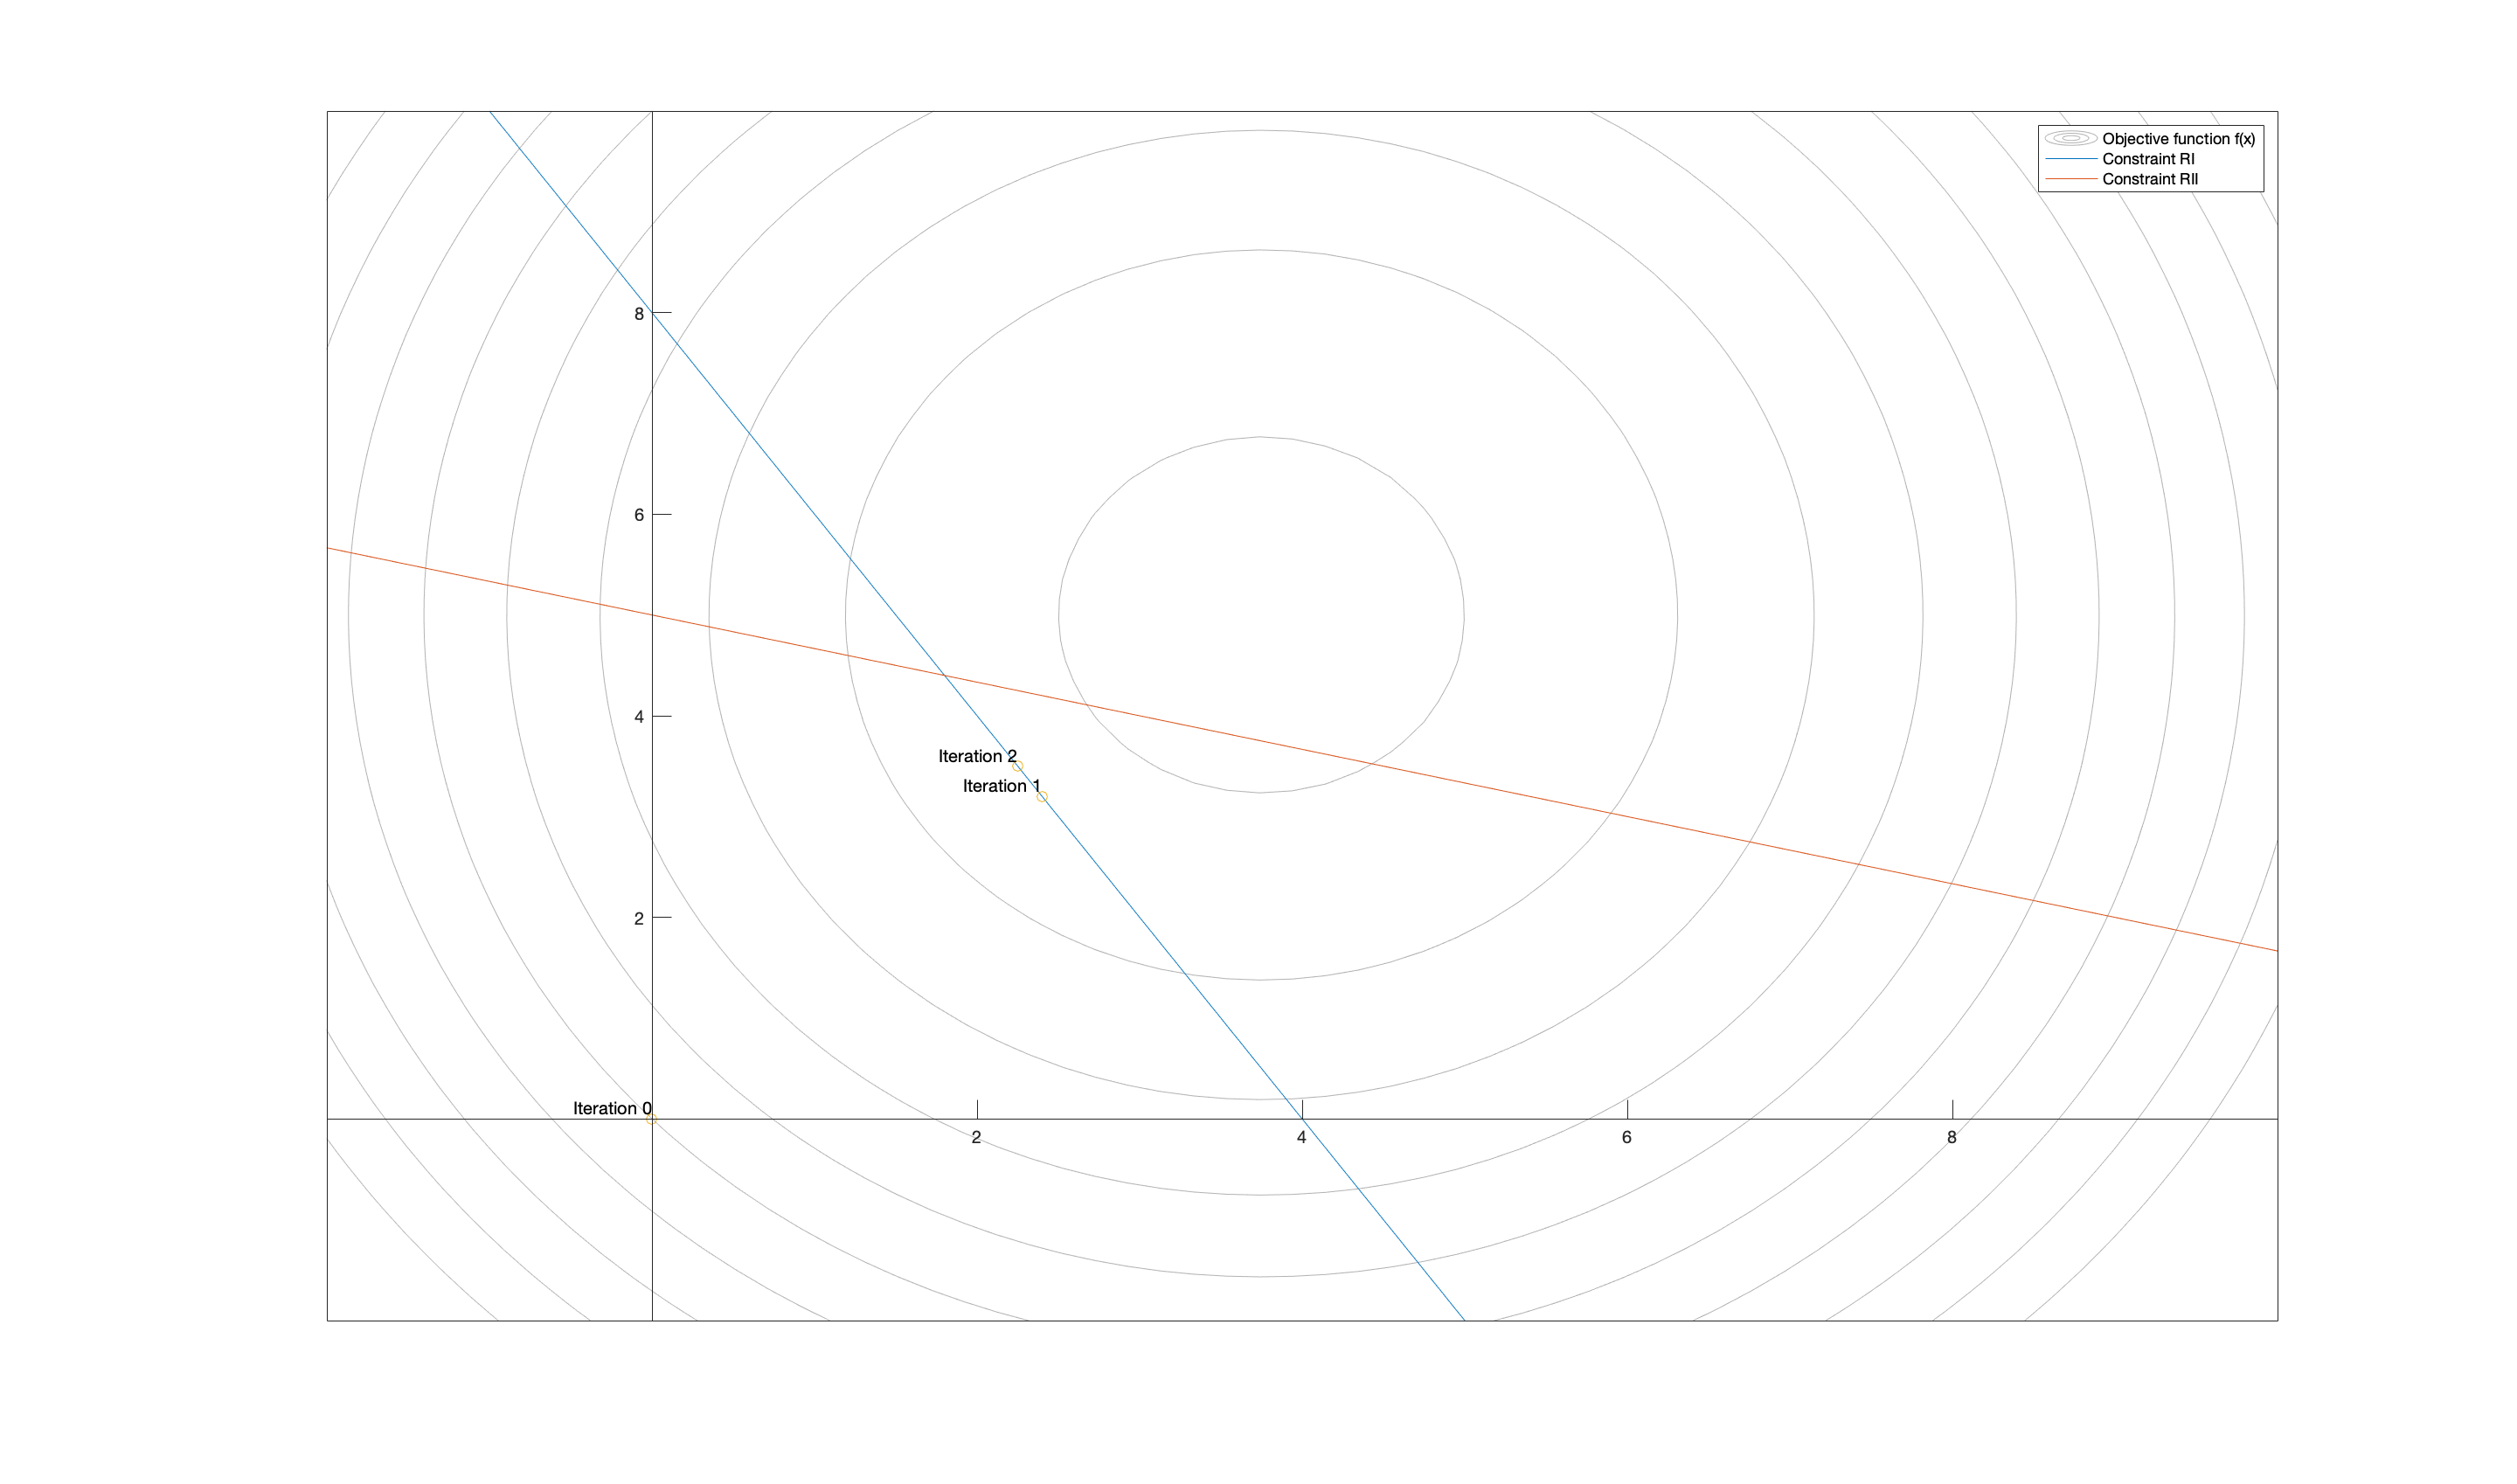 Objective function f(x)
Constraint RI
Constraint RII
8
6
4
Iteration 2
Iteration 1
2
Iteration 0
2
4
6
8